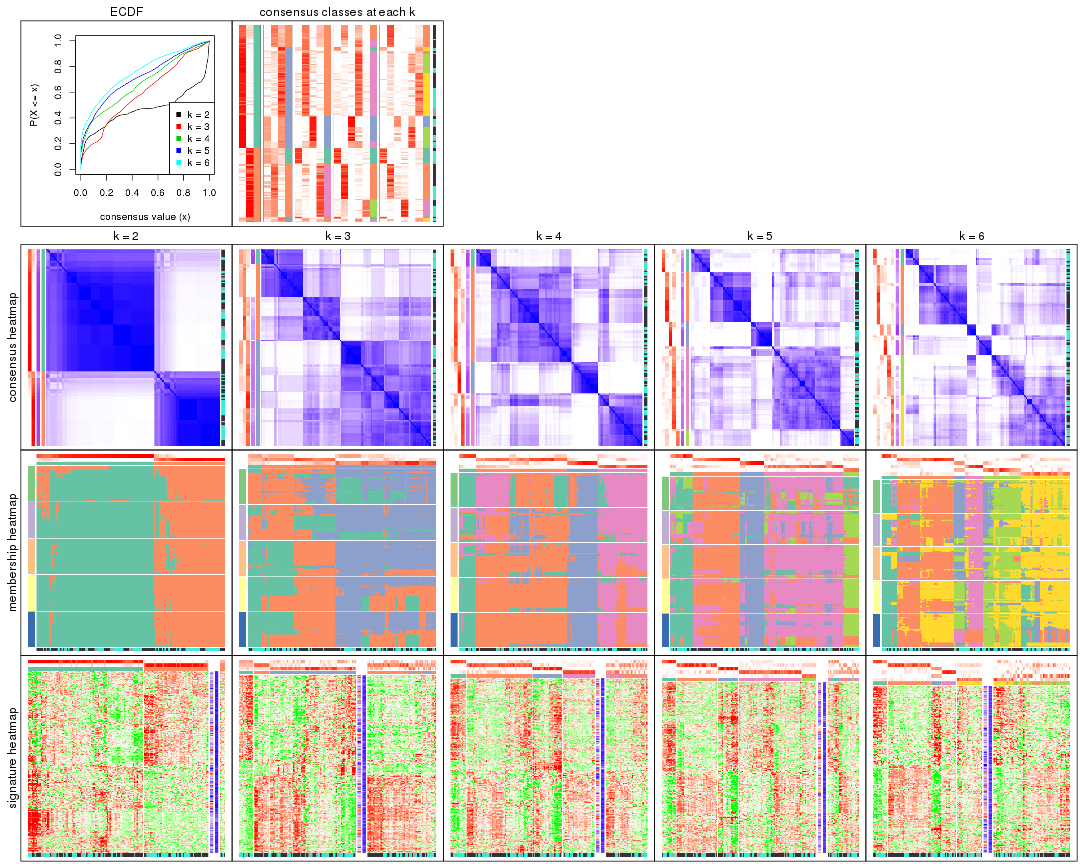 ECDF
consensus classes at each k
P(X <= x)
0.0 0.2 0.4 0.6 0.8 1.0
k = 2
k = 3
k = 4
k = 5
k = 6
0.0 0.2 0.4 0.6 0.8 1.0
consensus value (x)
k = 2 k = 3 k = 4 k = 5 k = 6
consensus heatmap
membership heatmap
signature heatmap